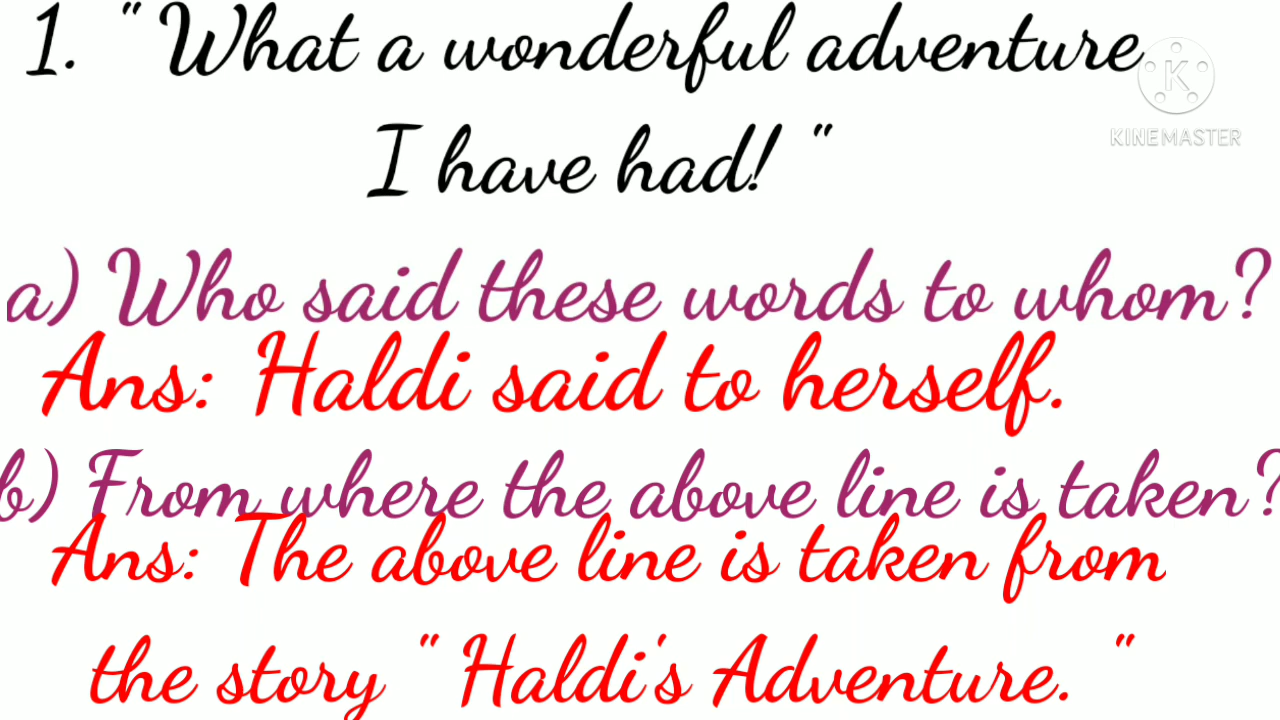 1. " What a wonderful adventure
KINEMASTER
I have had! "
a) Who said these words to whom?
Ans: Haldi said to herself.
b) From where the above line is taken?
Ans: The above line is taken from
the story " Haldi's Adventure. "